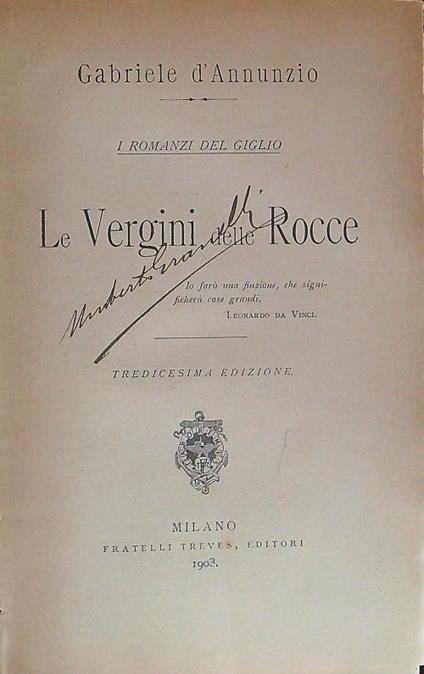 Gabriele d'Annunzio
I ROMANZI DEL GIGLIO
Le Vergini delle Rocce
Umberto
Io farò una finzione, che signi-
ficherà cose grandi.
LEONARDO DA VINCI.
TREDICESIMA EDIZIONE.
MILANO
FRATELLI TREVES, EDITORI
1903.